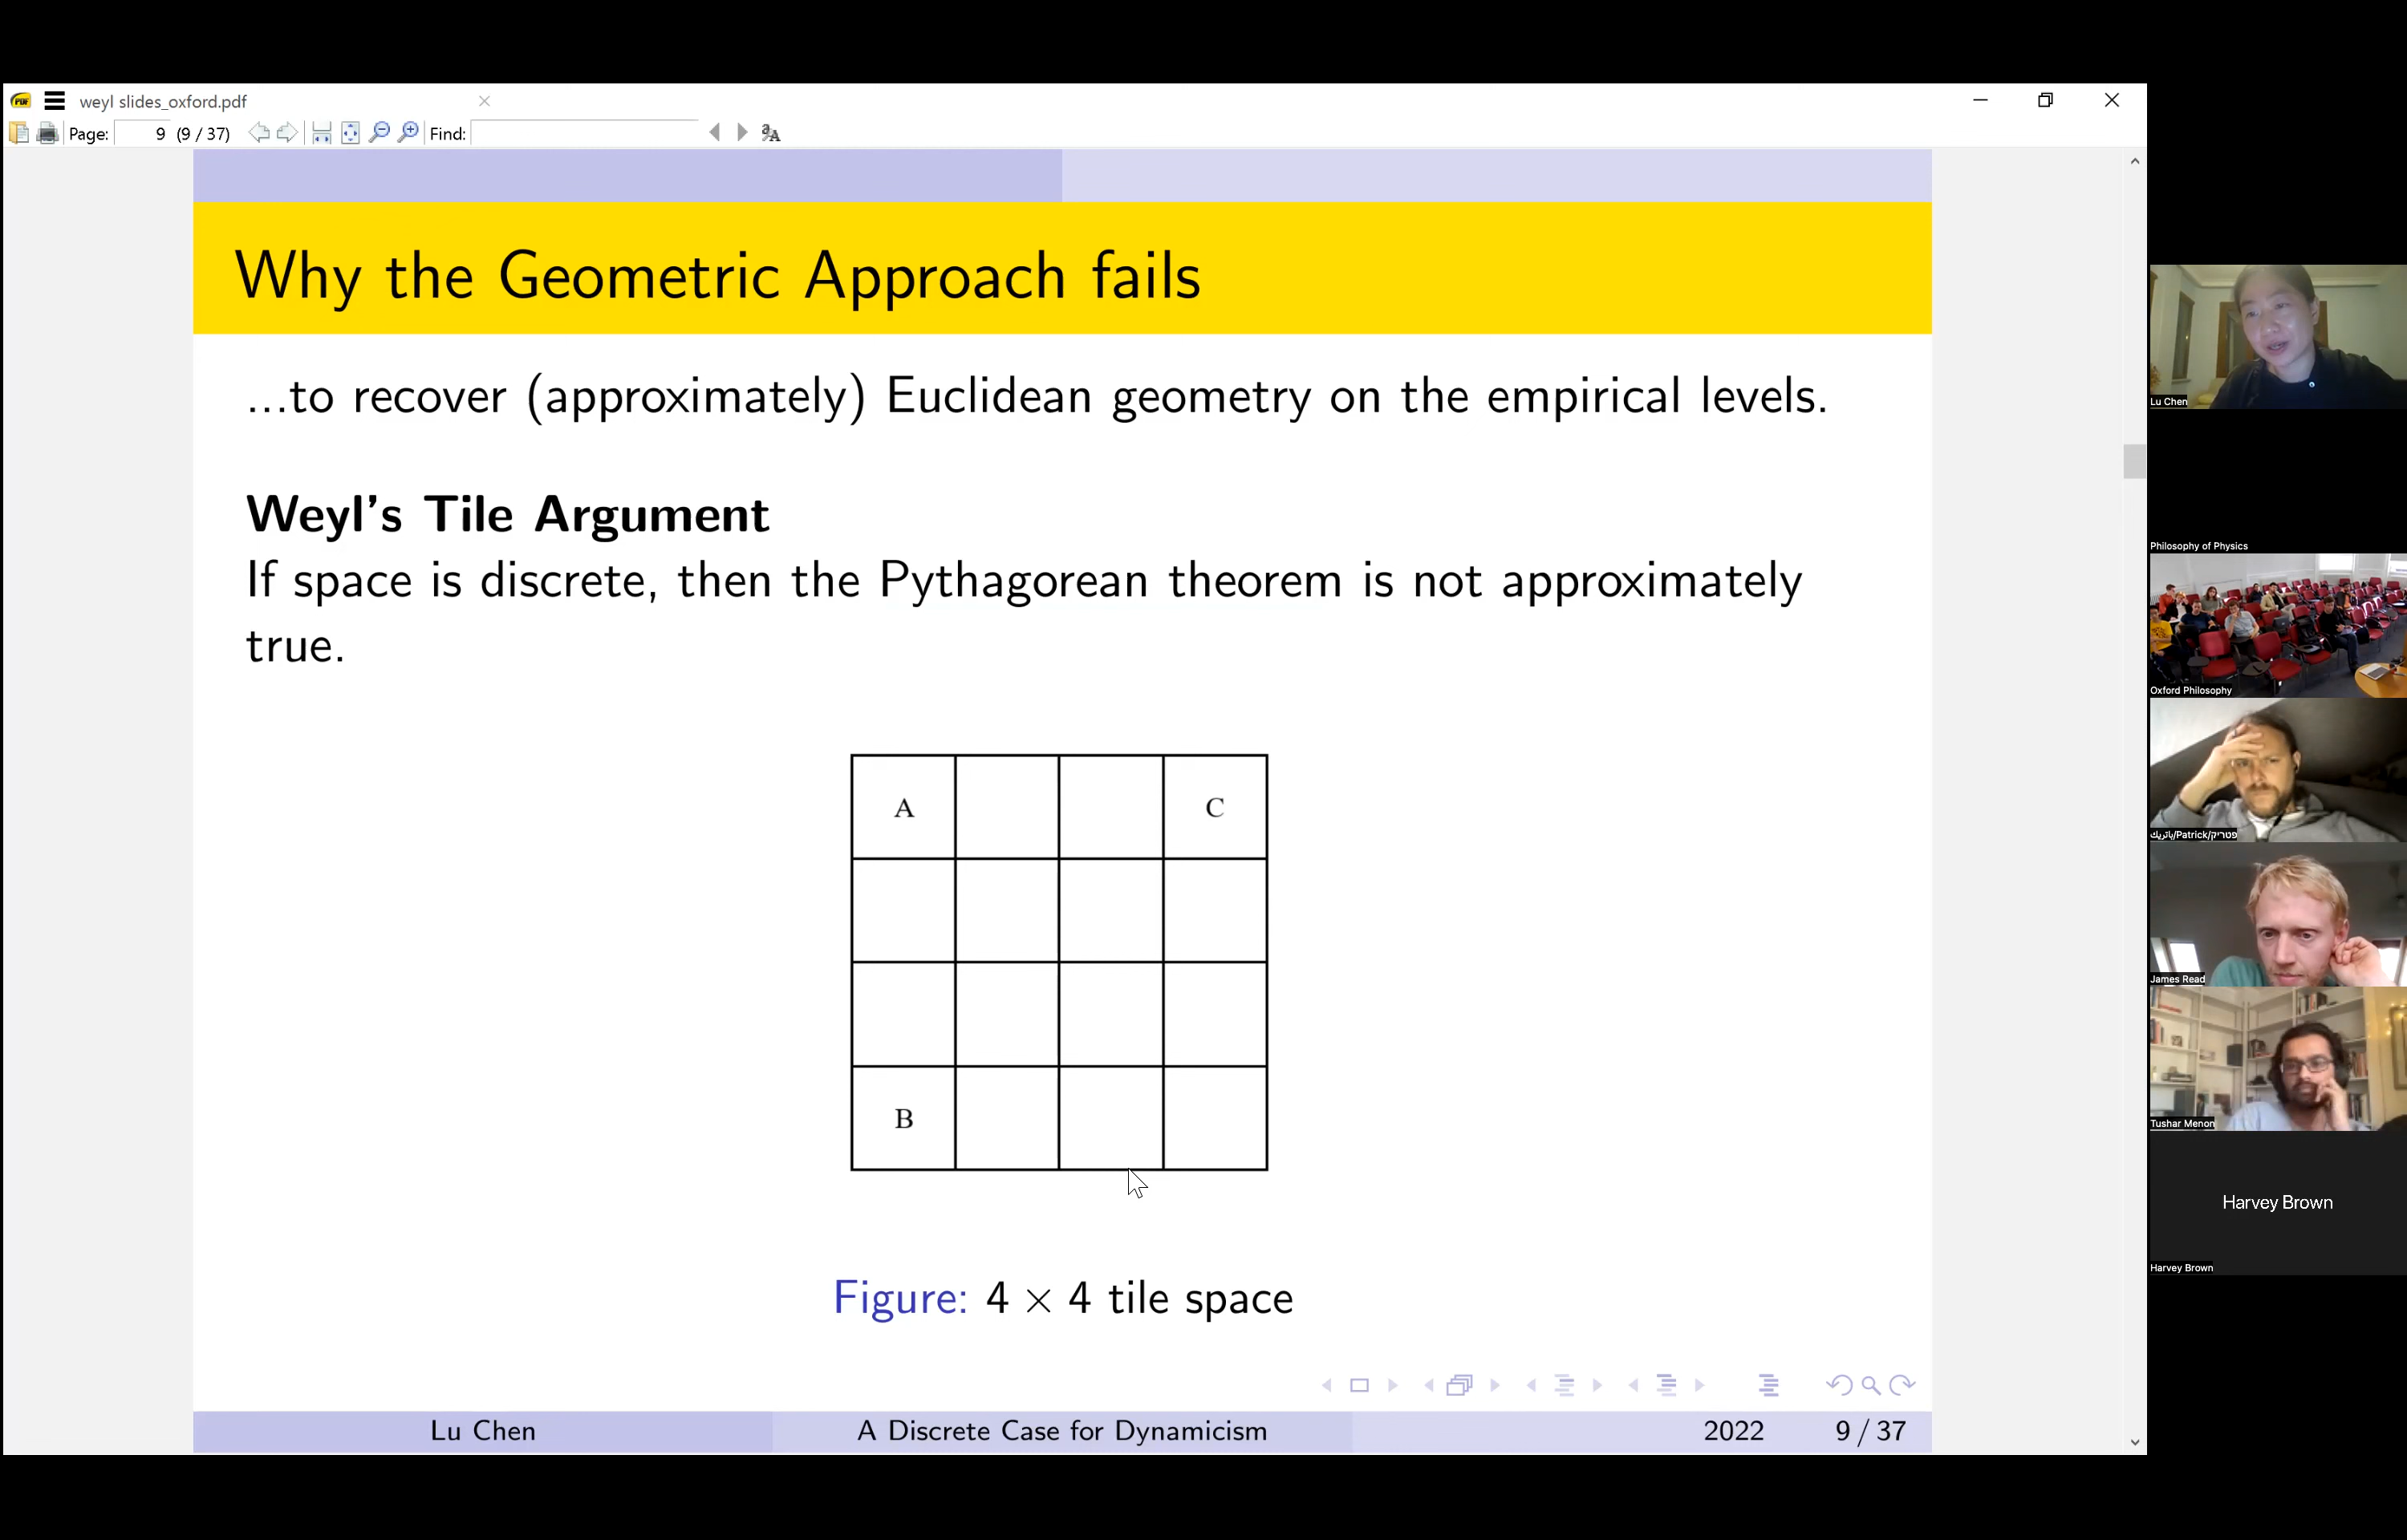 weyl slides_oxford.pdf
Page: 9 (9 / 37) Find:
Why the Geometric Approach fails
...to recover (approximately) Euclidean geometry on the empirical levels.
Weyl's Tile Argument
If space is discrete, then the Pythagorean theorem is not approximately
true.
A C
B
Figure: 4 × 4 tile space
Lu Chen A Discrete Case for Dynamicism 2022 9 / 37
Lu Chen
Philosophy of Physics
Oxford Philosophy
פטריק/Patrick/باتريك
James Read
Tushar Menon
Harvey Brown
Harvey Brown